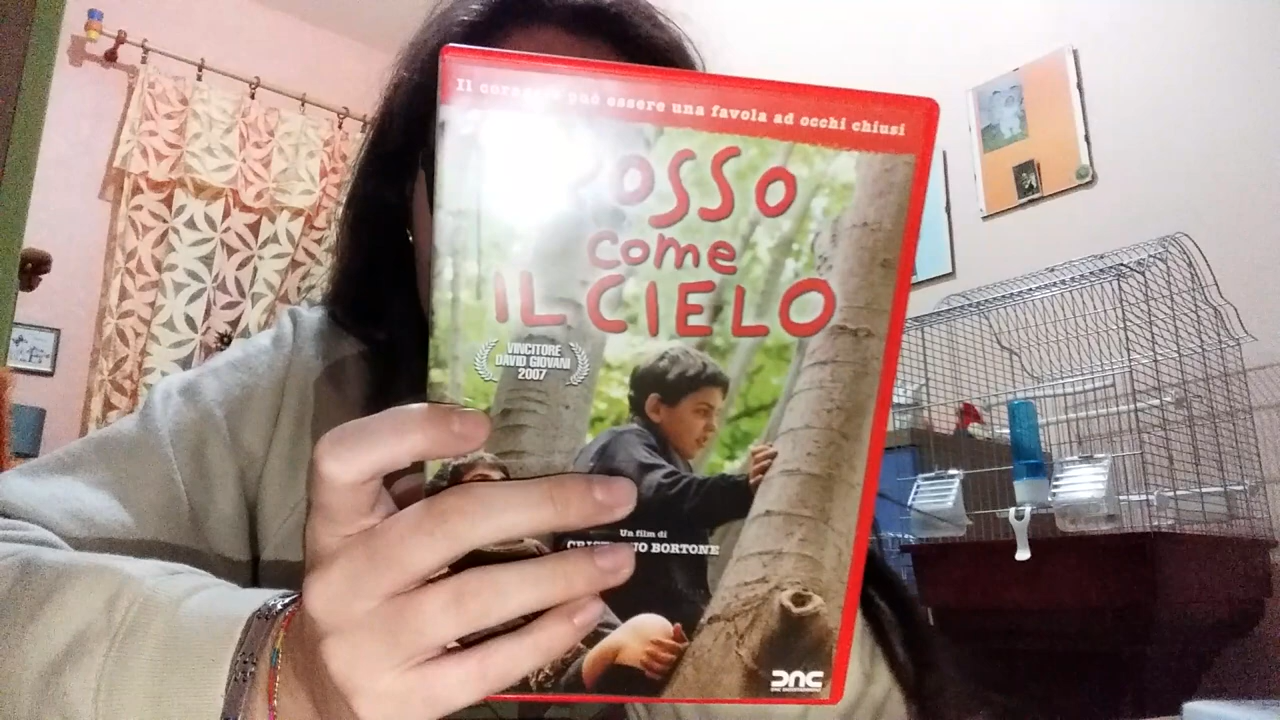 Il può essere una favola ad occhi chiusi
OSSO
come
IL CIELO
VINCITORE
DAVID GIOVANI
2007
Un film di
BORTONE
DNC